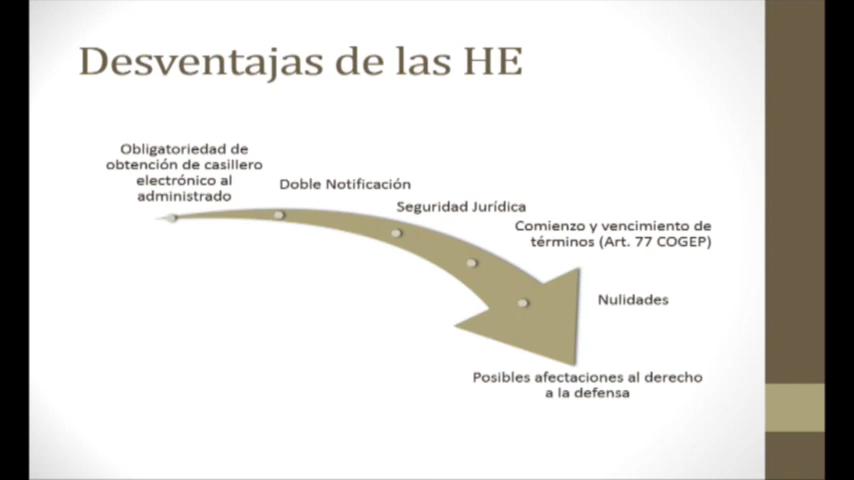 Desventajas de las HE
Obligatoriedad de
obtención de casillero
electrónico al
administrado
Doble Notificación
Seguridad Jurídica
Comienzo y vencimiento de
términos (Art. 77 COGEP)
Nulidades
Posibles afectaciones al derecho
a la defensa